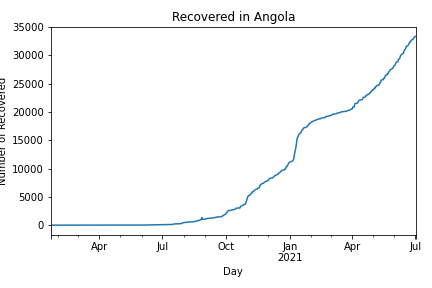 Recovered in Angola
35000
30000
25000
20000
15000
10000
5000
0
Number of Recovered
Apr Jul Oct Jan Apr Jul
2021
Day